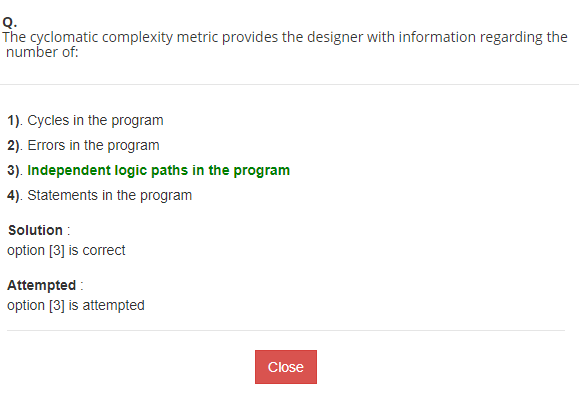 Q.
The cyclomatic complexity metric provides the designer with information regarding the
number of:
1). Cycles in the program
2). Errors in the program
3). Independent logic paths in the program
4). Statements in the program
Solution :
option [3] is correct
Attempted :
option [3] is attempted
Close